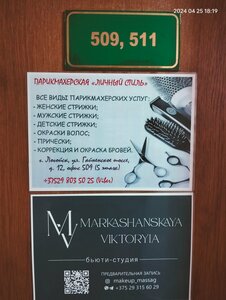 2024 04 25 18:19
509, 511
ПАРИКМАХЕРСКАЯ «ЛИЧНЫЙ СТИЛЬ»
ВСЕ ВИДЫ ПАРИКМАХЕРСКИХ УСЛУГ:
- ЖЕНСКИЕ СТРИЖКИ;
- МУЖСКИЕ СТРИЖКИ;
- ДЕТСКИЕ СТРИЖКИ;
- ОКРАСКИ ВОЛОС;
- ПРИЧЕСКИ;
- КОРРЕКЦИЯ И ОКРАСКА БРОВЕЙ.
г. Логойск, ул. Гайненское шоссе,
д. 12, офис 509 (5 этаж)
+37529 803 50 25 (Viber)
MV
MARKASHANSKAYA
VIKTORYIA
бьюти-студия
ПРЕДВАРИТЕЛЬНАЯ ЗАПИСЬ
makeup_massag
+375 29 315 60 29